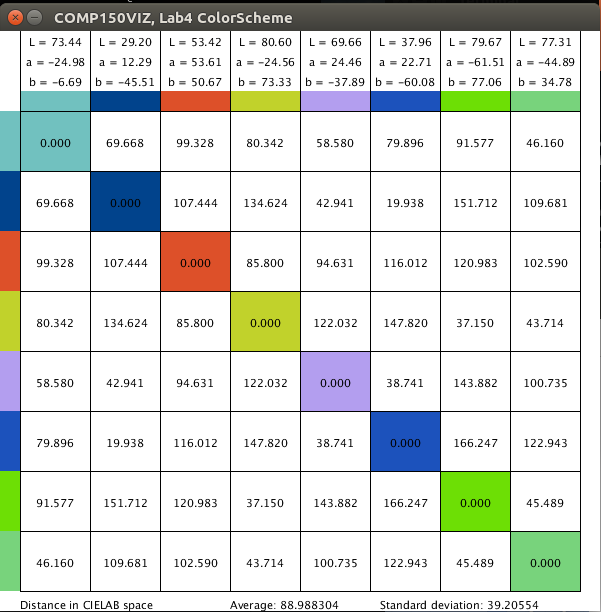 COMP150VIZ, Lab4 ColorScheme
L = 73.44 L = 29.20 L = 53.42 L = 80.60 L = 69.66 L = 37.96 L = 79.67 L = 77.31
a = −24.98 a = 12.29 a = 53.61 a = −24.56 a = 24.46 a = 22.71 a = −61.51 a = −44.89
b = −6.69 b = −45.51 b = 50.67 b = 73.33 b = −37.89 b = −60.08 b = 77.06 b = 34.78
0.000 69.668 99.328 80.342 58.580 79.896 91.577 46.160
69.668 0.000 107.444 134.624 42.941 19.938 151.712 109.681
99.328 107.444 0.000 85.800 94.631 116.012 120.983 102.590
80.342 134.624 85.800 0.000 122.032 147.820 37.150 43.714
58.580 42.941 94.631 122.032 0.000 38.741 143.882 100.735
79.896 19.938 116.012 147.820 38.741 0.000 166.247 122.943
91.577 151.712 120.983 37.150 143.882 166.247 0.000 45.489
46.160 109.681 102.590 43.714 100.735 122.943 45.489 0.000
Distance in CIELAB space Average: 88.988304 Standard deviation: 39.20554